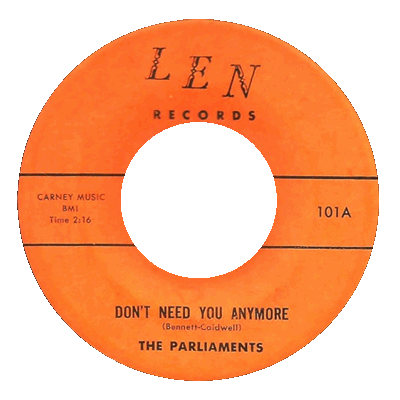 LEN
RECORDS
CARNEY MUSIC
BMI
Time 2:16
101A
DON'T NEED YOU ANYMORE
(Bennett-Caldwell)
THE PARLIAMENTS